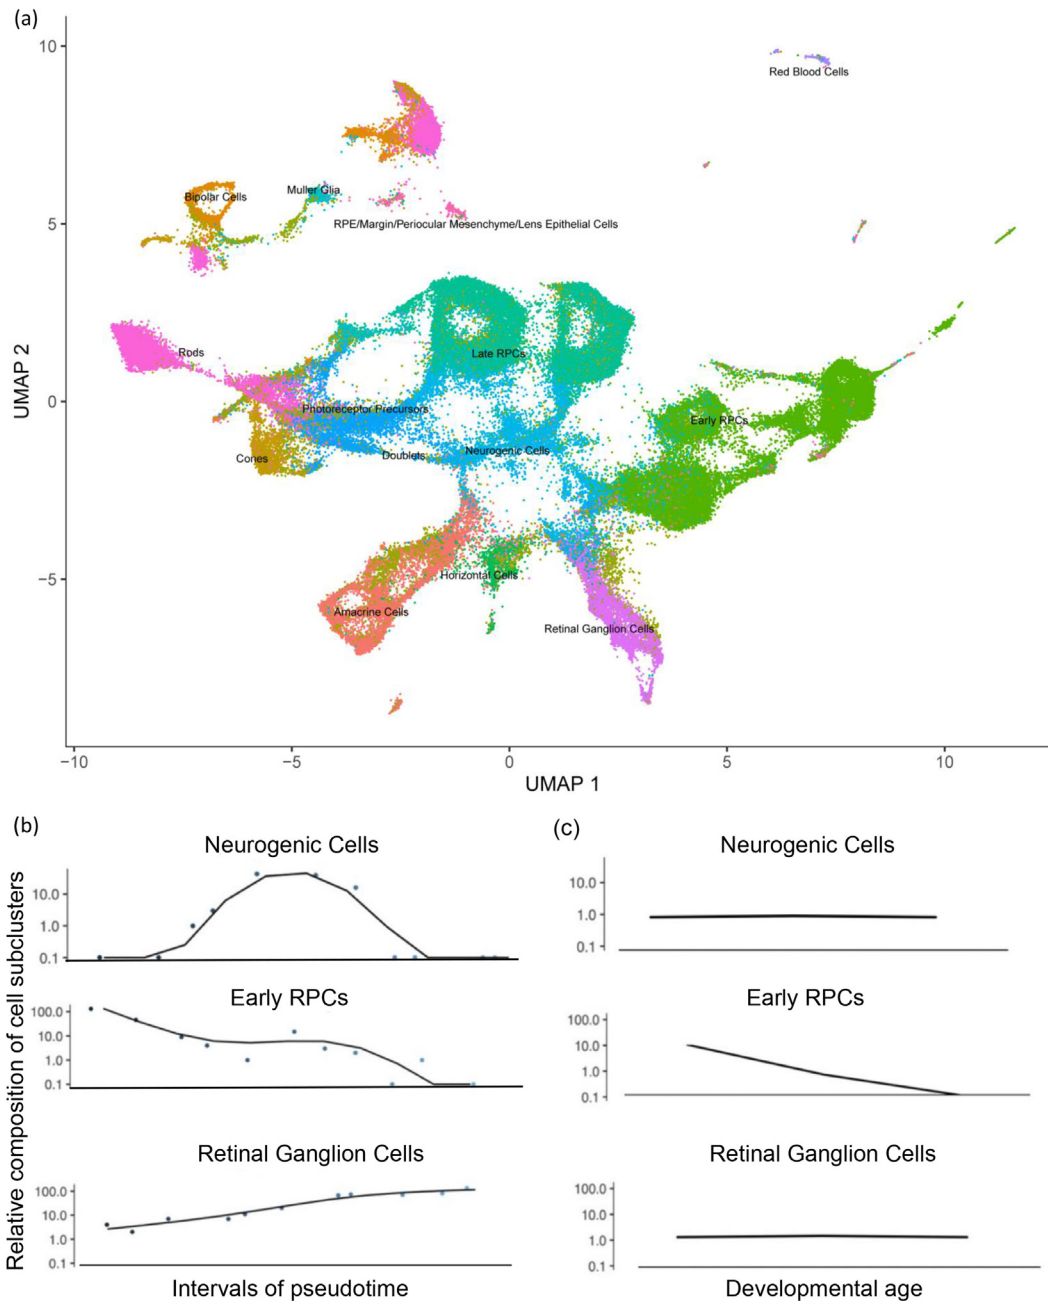 (a)
10
5
0
−5
UMAP 2
Red Blood Cells
Bipolar Cells
Muller Glia
RPE/Margin/Periocular Mesenchyme/Lens Epithelial Cells
Rods
Late RPCs
Photoreceptor Precursors
Early RPCs
Cones
Doublets
Neurogenic Cells
Horizontal Cells
Amacrine Cells
Retinal Ganglion Cells
−10
−5
0
5
10
UMAP 1
(b)
Relative composition of cell subclusters
Neurogenic Cells
10.0
1.0
0.1
Early RPCs
100.0
10.0
1.0
0.1
Retinal Ganglion Cells
100.0
10.0
1.0
0.1
Intervals of pseudotime
(c)
Neurogenic Cells
10.0
1.0
0.1
Early RPCs
100.0
10.0
1.0
0.1
Retinal Ganglion Cells
100.0
10.0
1.0
0.1
Developmental age